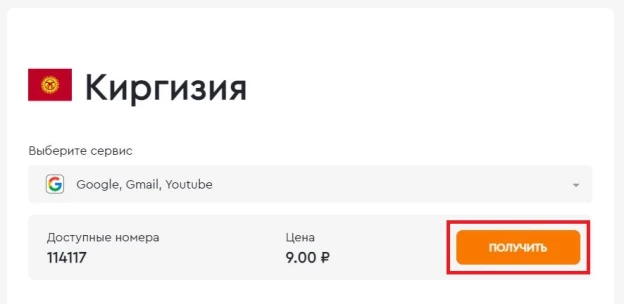 Киргизия
Выберите сервис
Google, Gmail, Youtube
Доступные номера
114117
Цена
9.00 ₽
ПОЛУЧИТЬ